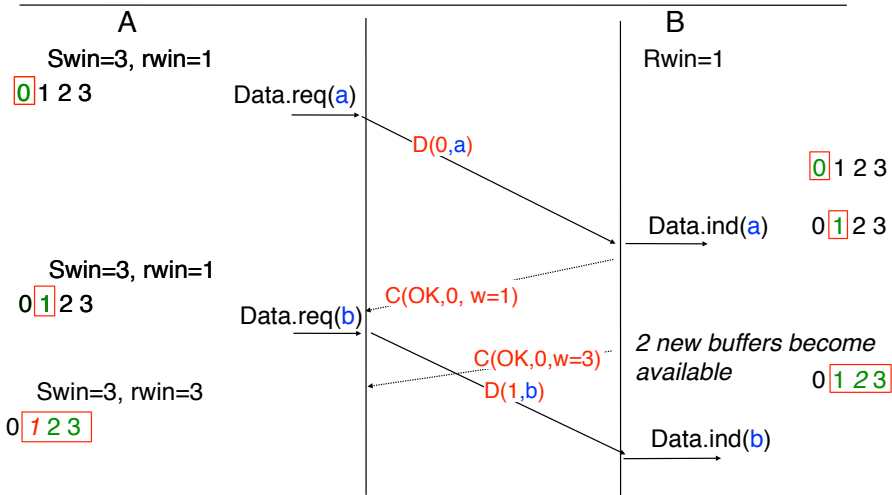 A
B
Swin=3, rwin=1
Rwin=1
0 1 2 3
Data.req(a)
D(0,a)
0 1 2 3
Data.ind(a)
0 1 2 3
Swin=3, rwin=1
0 1 2 3
C(OK,0, w=1)
Data.req(b)
2 new buffers become
available
C(OK,0,w=3)
0 1 2 3
D(1,b)
Swin=3, rwin=3
0 1 2 3
Data.ind(b)